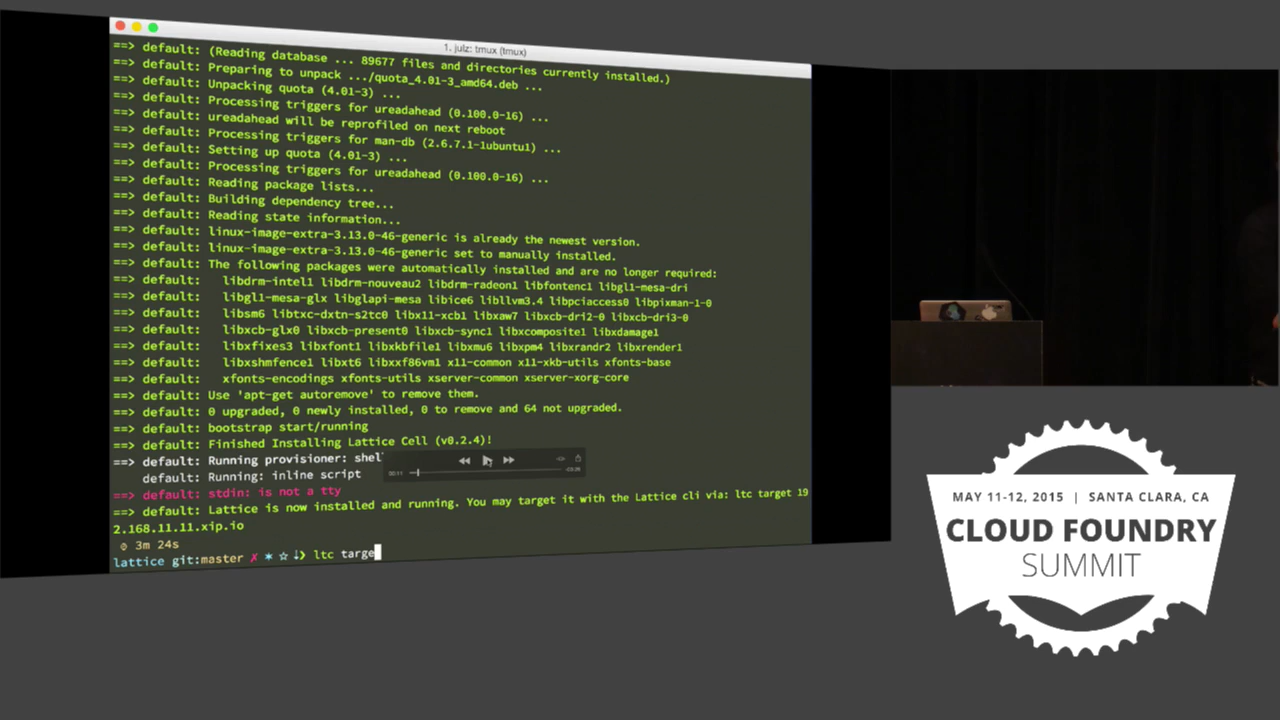 1. julz: tmux (tmux)
==> default: (Reading database ... 89677 files and directories currently installed.)
==> default: Preparing to unpack .../quota_4.01-3_amd64.deb ...
==> default: Unpacking quota (4.01-3) ...
==> default: Processing triggers for ureadahead (0.100.0-16) ...
==> default: ureadahead will be reprofiled on next reboot
==> default: Processing triggers for man-db (2.6.7.1-1ubuntu1) ...
==> default: Setting up quota (4.01-3) ...
==> default: Processing triggers for ureadahead (0.100.0-16) ...
==> default: Reading package lists...
==> default: Building dependency tree...
==> default: Reading state information...
==> default: linux-image-extra-3.13.0-46-generic is already the newest version.
==> default: linux-image-extra-3.13.0-46-generic set to manually installed.
==> default: The following packages were automatically installed and are no longer required:
==> default: libdrm-intel1 libdrm-nouveau2 libdrm-radeon1 libfontenc1 libgl1-mesa-dri
==> default: libgl1-mesa-glx libglapi-mesa libice6 libllvm3.4 libpciaccess0 libpixman-1-0
==> default: libsm6 libtxc-dxtn-s2tc0 libx11-xcb1 libxaw7 libxcb-dri2-0 libxcb-dri3-0
==> default: libxcb-glx0 libxcb-present0 libxcb-sync1 libxcomposite1 libxdamage1
==> default: libxfixes3 libxfont1 libxkbfile1 libxmu6 libxpm4 libxrandr2 libxrender1
==> default: libxshmfence1 libxt6 libxxf86vm1 x11-common x11-xkb-utils xfonts-base
==> default: xfonts-encodings xfonts-utils xserver-common xserver-xorg-core
==> default: Use 'apt-get autoremove' to remove them.
==> default: 0 upgraded, 0 newly installed, 0 to remove and 64 not upgraded.
==> default: bootstrap start/running
==> default: Finished Installing Lattice Cell (v0.2.4)!
==> default: Running provisioner: shel
default: Running: inline script
==> default: stdin: is not a tty
==> default: Lattice is now installed and running. You may target it with the Lattice cli via: ltc target 19
2.168.11.11.xip.io
3m 24s
lattice git:master ✗ * ☆ ⇣❯ ltc targe
00:11
MAY 11-12, 2015 | SANTA CLARA, CA
CLOUD FOUNDRY
SUMMIT